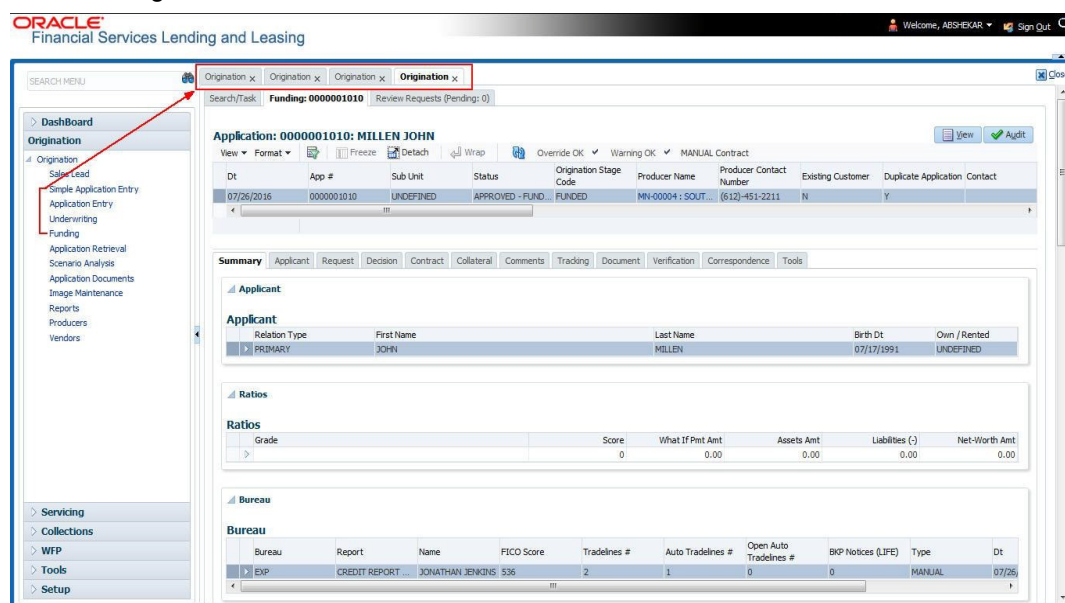 ORACLE
Financial Services Lending and Leasing
Welcome, ABSHEKAR Sign Out
SEARCH MENU
Origination x Origination x Origination x Origination x
Close
Search/Task Funding: 0000001010 Review Requests (Pending: 0)
DashBoard
Origination
Origination
Sales Lead
Simple Application Entry
Application Entry
Underwriting
Funding
Application Retrieval
Scenario Analysis
Application Documents
Image Maintenance
Reports
Producers
Vendors
Servicing
Collections
WFP
Tools
Setup
Application: 0000001010: MILLEN JOHN
View Audit
View Format Freeze Detach Wrap Override OK Warning OK MANUAL Contract
Dt App # Sub Unit Status Origination Stage Code Producer Name Producer Contact Number Existing Customer Duplicate Application Contact
07/26/2016 0000001010 UNDEFINED APPROVED - FUND... FUNDED MN-00004 : SOUT... (612)-451-2211 N Y
Summary Applicant Request Decision Contract Collateral Comments Tracking Document Verification Correspondence Tools
Applicant
Applicant
Relation Type First Name Last Name Birth Dt Own / Rented
PRIMARY JOHN MILLEN 07/17/1991 UNDEFINED
Ratios
Ratios
Grade Score What If Pmt Amt Assets Amt Liabilities (-) Net-Worth Amt
0 0.00 0.00 0.00 0.00
Bureau
Bureau
Bureau Report Name FICO Score Tradelines # Auto Tradelines # Open Auto Tradelines # BKP Notices (LIFE) Type Dt
EXP CREDIT REPORT ... JONATHAN JENKINS 536 2 1 0 0 MANUAL 07/26/